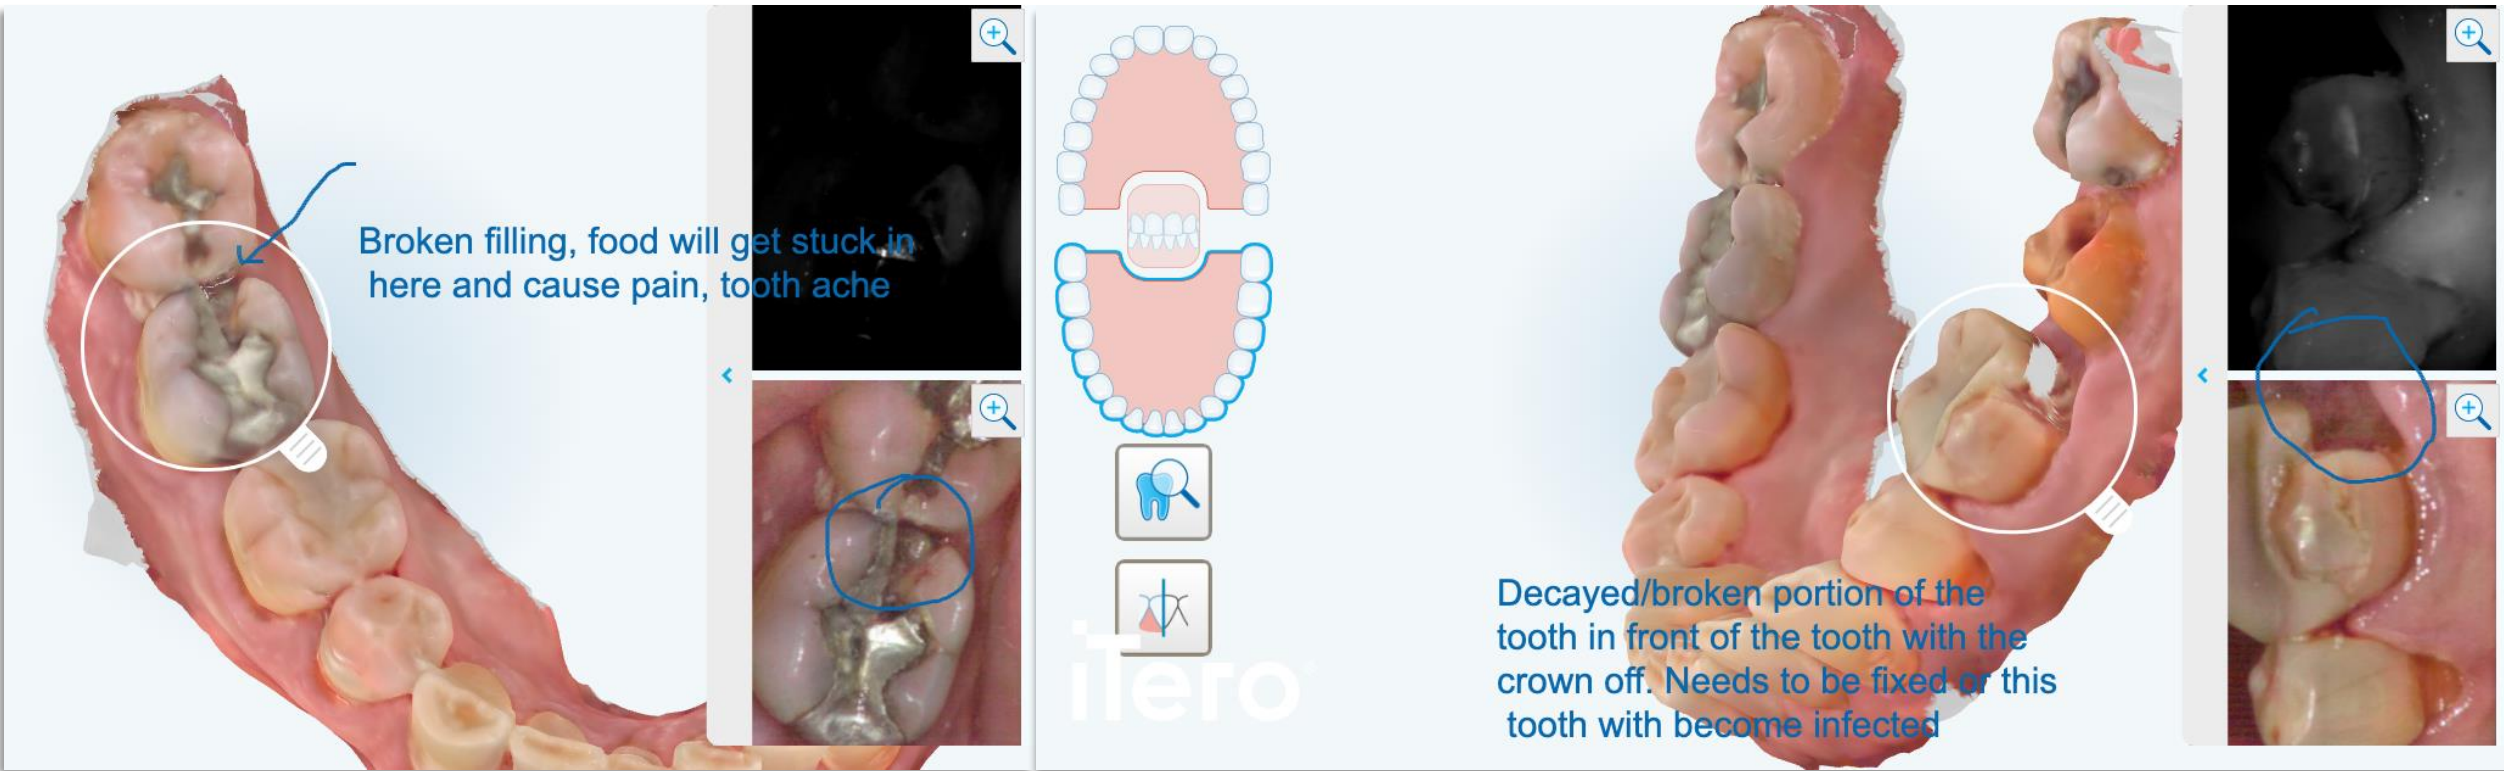 Broken filling, food will get stuck in
here and cause pain, tooth ache
iTero
Decayed/broken portion of the
tooth in front of the tooth with the
crown off. Needs to be fixed or this
tooth with become infected